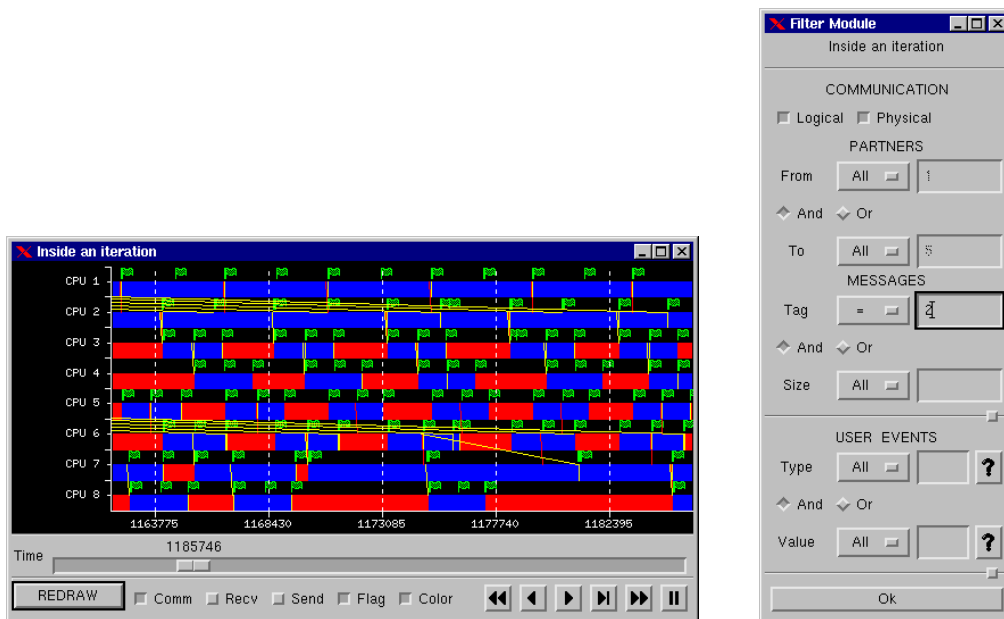 Inside an iteration
CPU 1
CPU 2
CPU 3
CPU 4
CPU 5
CPU 6
CPU 7
CPU 8
1163775 1168430 1173085 1177740 1182395
Time 1185746
REDRAW Comm Recv Send Flag Color
Filter Module
Inside an iteration
COMMUNICATION
Logical Physical
PARTNERS
From All 1
And Or
To All 5
MESSAGES
Tag = 2
And Or
Size All
USER EVENTS
Type All ?
And Or
Value All ?
Ok